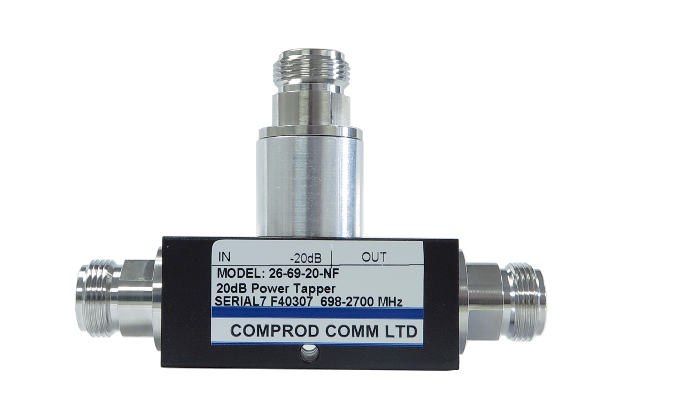 IN -20dB OUT
MODEL: 26-69-20-NF
20dB Power Tapper
SERIAL7 F40307 698-2700 MHz
COMPROD COMM LTD